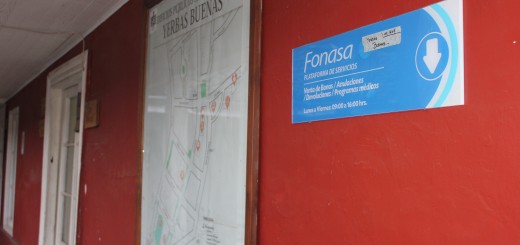 YERBAS BUENAS
Fonasa
PLATAFORMA DE SERVICIOS
Venta de Bonos / Anulaciones
/ Devoluciones / Programas médicos
Lunes a Viernes: 09:00 a 16:00 hrs.